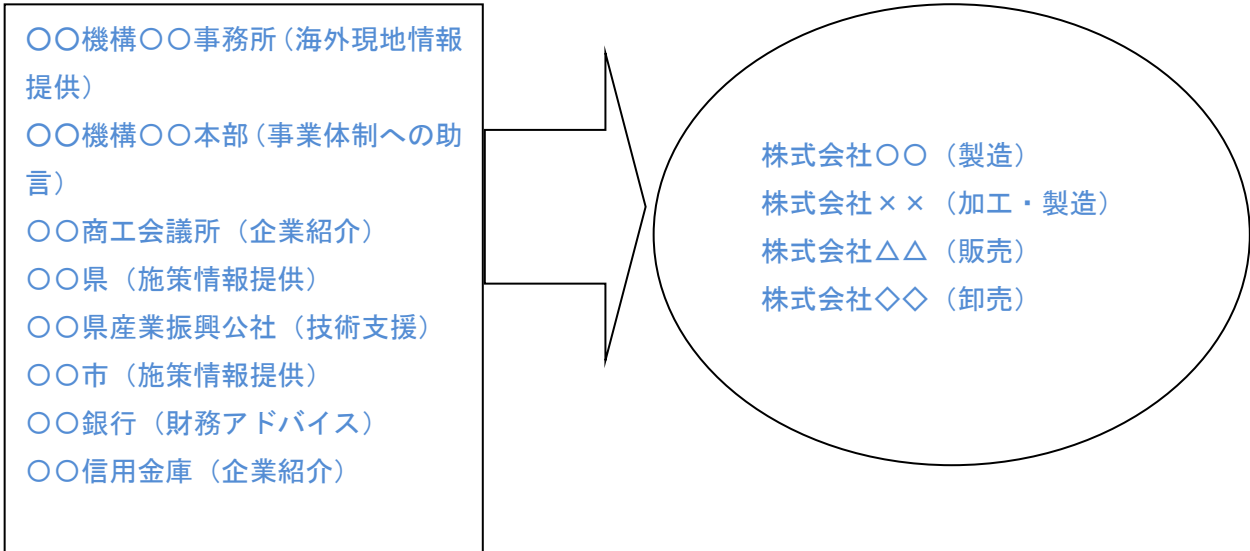 〇〇機構〇〇事務所（海外現地情報
提供）
〇〇機構〇〇本部（事業体制への助
言）
〇〇商工会議所（企業紹介）
〇〇県（施策情報提供）
〇〇県産業振興公社（技術支援）
〇〇市（施策情報提供）
〇〇銀行（財務アドバイス）
〇〇信用金庫（企業紹介）
株式会社〇〇（製造）
株式会社××（加工・製造）
株式会社△△（販売）
株式会社◇◇（卸売）